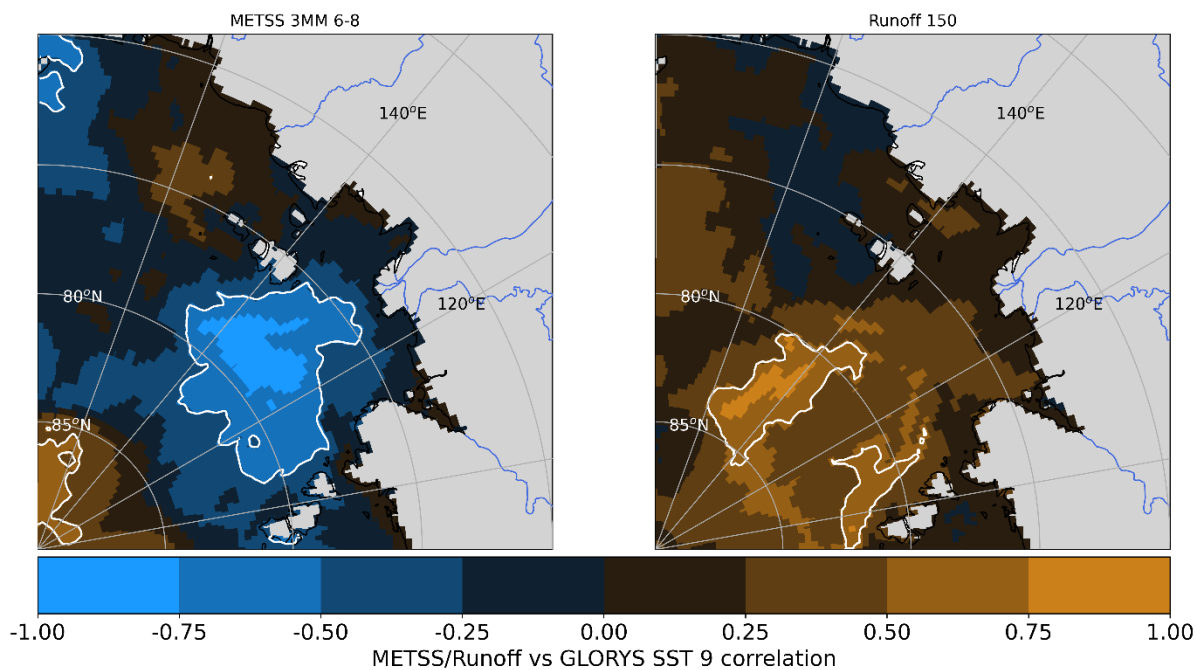 METSS 3MM 6-8
Runoff 150
140°E
120°E
80°N
85°N
140°E
120°E
80°N
85°N
-1.00 -0.75 -0.50 -0.25 0.00 0.25 0.50 0.75 1.00
METSS/Runoff vs GLORYS SST 9 correlation